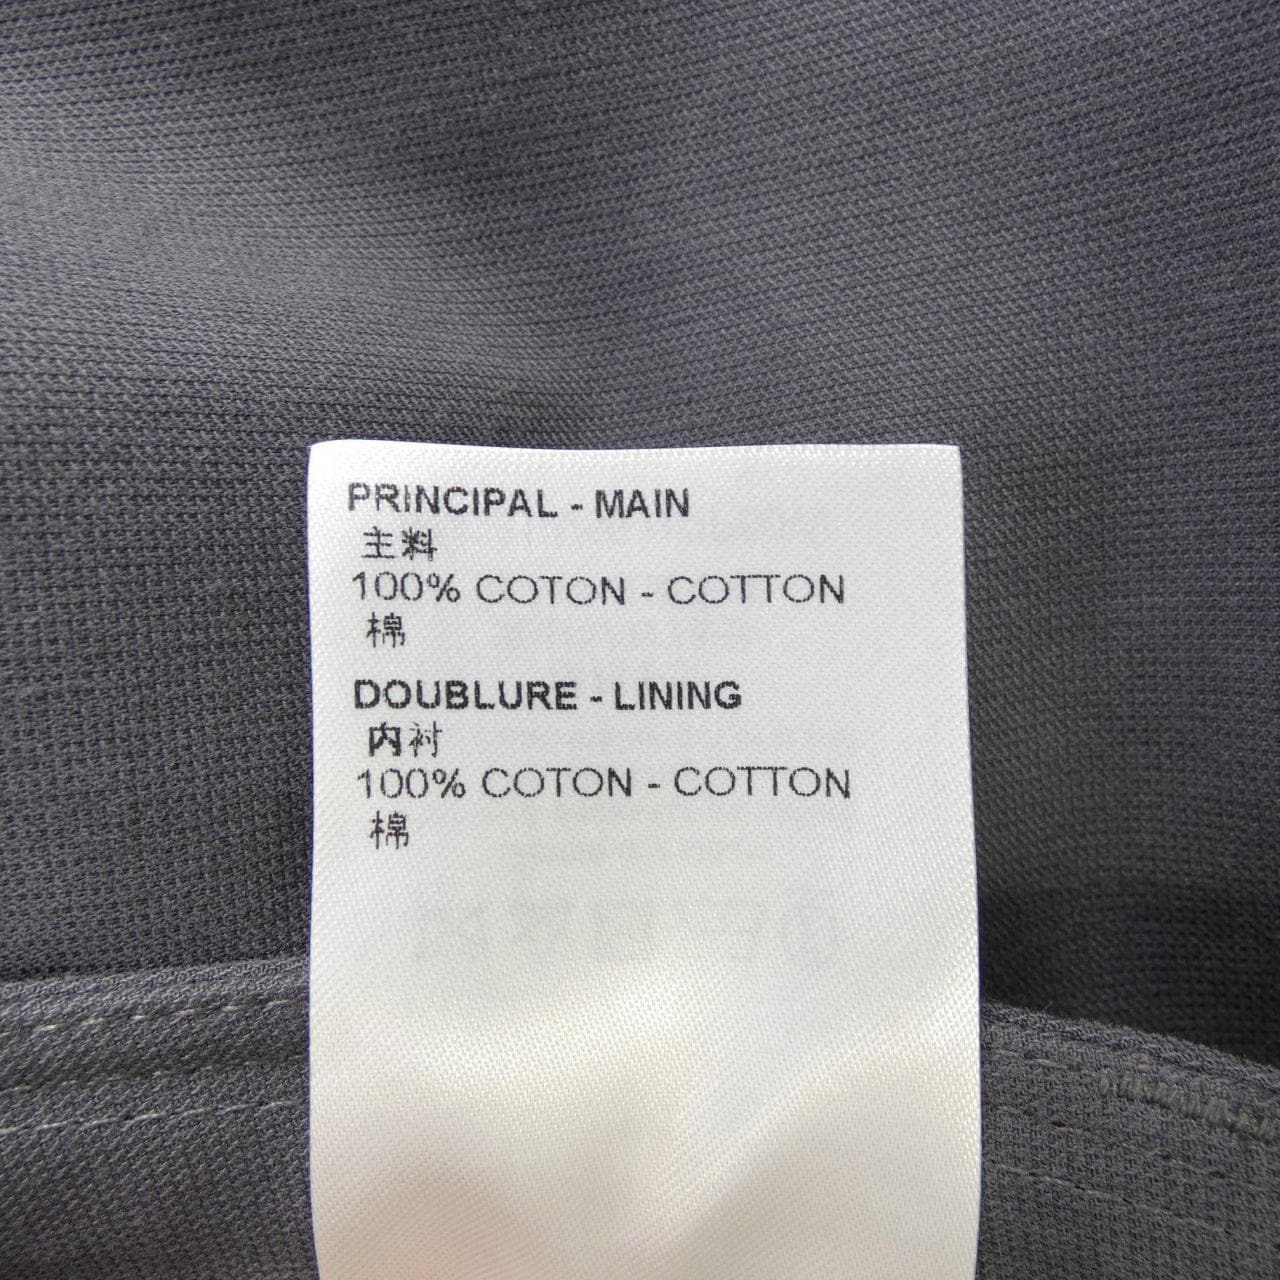 PRINCIPAL - MAIN
主料
100% COTON - COTTON
棉
DOUBLURE - LINING
内衬
100% COTON - COTTON
棉